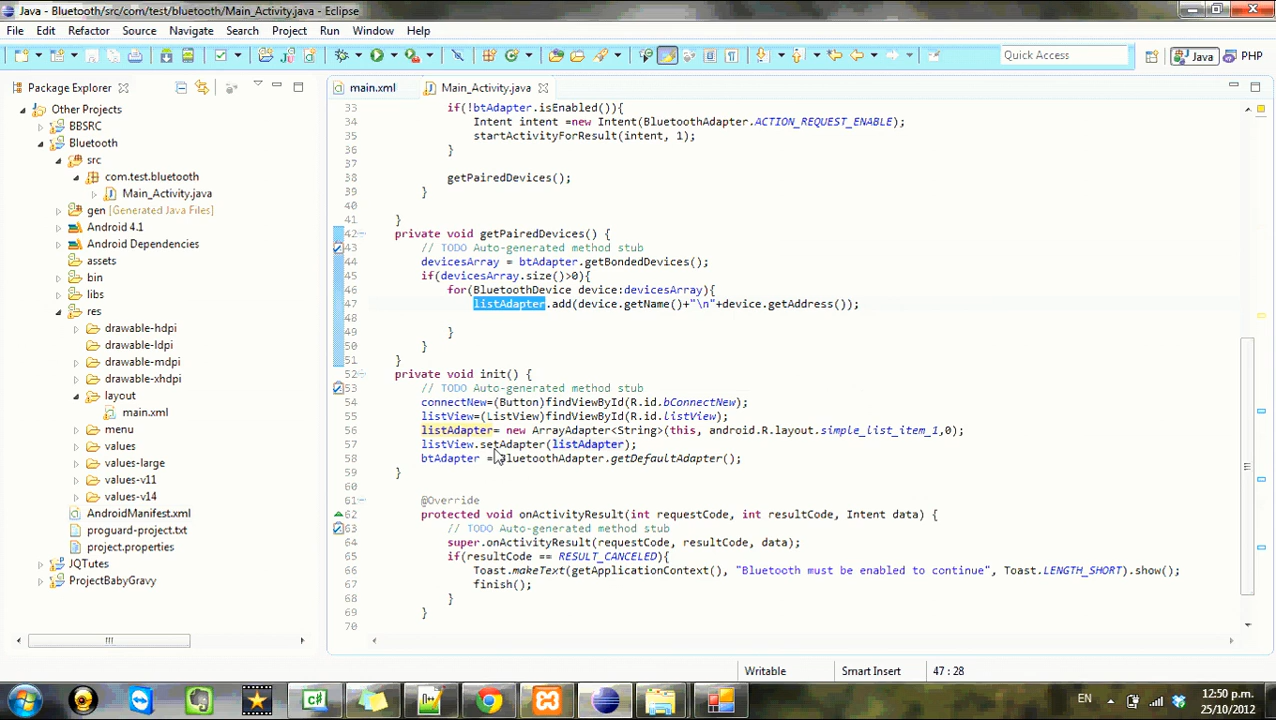 Java - Bluetooth/src/com/test/bluetooth/Main_Activity.java - Eclipse
File Edit Refactor Source Navigate Search Project Run Window Help
Quick Access
Java
PHP
Package Explorer
Other Projects
BBSRC
Bluetooth
src
com.test.bluetooth
Main_Activity.java
gen [Generated Java Files]
Android 4.1
Android Dependencies
assets
bin
libs
res
drawable-hdpi
drawable-ldpi
drawable-mdpi
drawable-xhdpi
layout
main.xml
menu
values
values-large
values-v11
values-v14
AndroidManifest.xml
proguard-project.txt
project.properties
JQTutes
ProjectBabyGravy
main.xml
Main_Activity.java
33 if(!btAdapter.isEnabled()){
34 Intent intent =new Intent(BluetoothAdapter.ACTION_REQUEST_ENABLE);
35 startActivityForResult(intent, 1);
36 }
37
38 getPairedDevices();
39 }
40
41 }
42 private void getPairedDevices() {
43 // TODO Auto-generated method stub
44 devicesArray = btAdapter.getBondedDevices();
45 if(devicesArray.size()>0){
46 for(BluetoothDevice device:devicesArray){
47 listAdapter.add(device.getName()+"\n"+device.getAddress());
48
49 }
50 }
51 }
52 private void init() {
53 // TODO Auto-generated method stub
54 connectNew=(Button)findViewById(R.id.bConnectNew);
55 listView=(ListView)findViewById(R.id.listView);
56 listAdapter= new ArrayAdapter<String>(this, android.R.layout.simple_list_item_1,0);
57 listView.setAdapter(listAdapter);
58 btAdapter = BluetoothAdapter.getDefaultAdapter();
59 }
60
61 @Override
62 protected void onActivityResult(int requestCode, int resultCode, Intent data) {
63 // TODO Auto-generated method stub
64 super.onActivityResult(requestCode, resultCode, data);
65 if(resultCode == RESULT_CANCELED){
66 Toast.makeText(getApplicationContext(), "Bluetooth must be enabled to continue", Toast.LENGTH_SHORT).show();
67 finish();
68 }
69 }
70
Writable
Smart Insert
47 : 28
EN
12:50 p.m.
25/10/2012